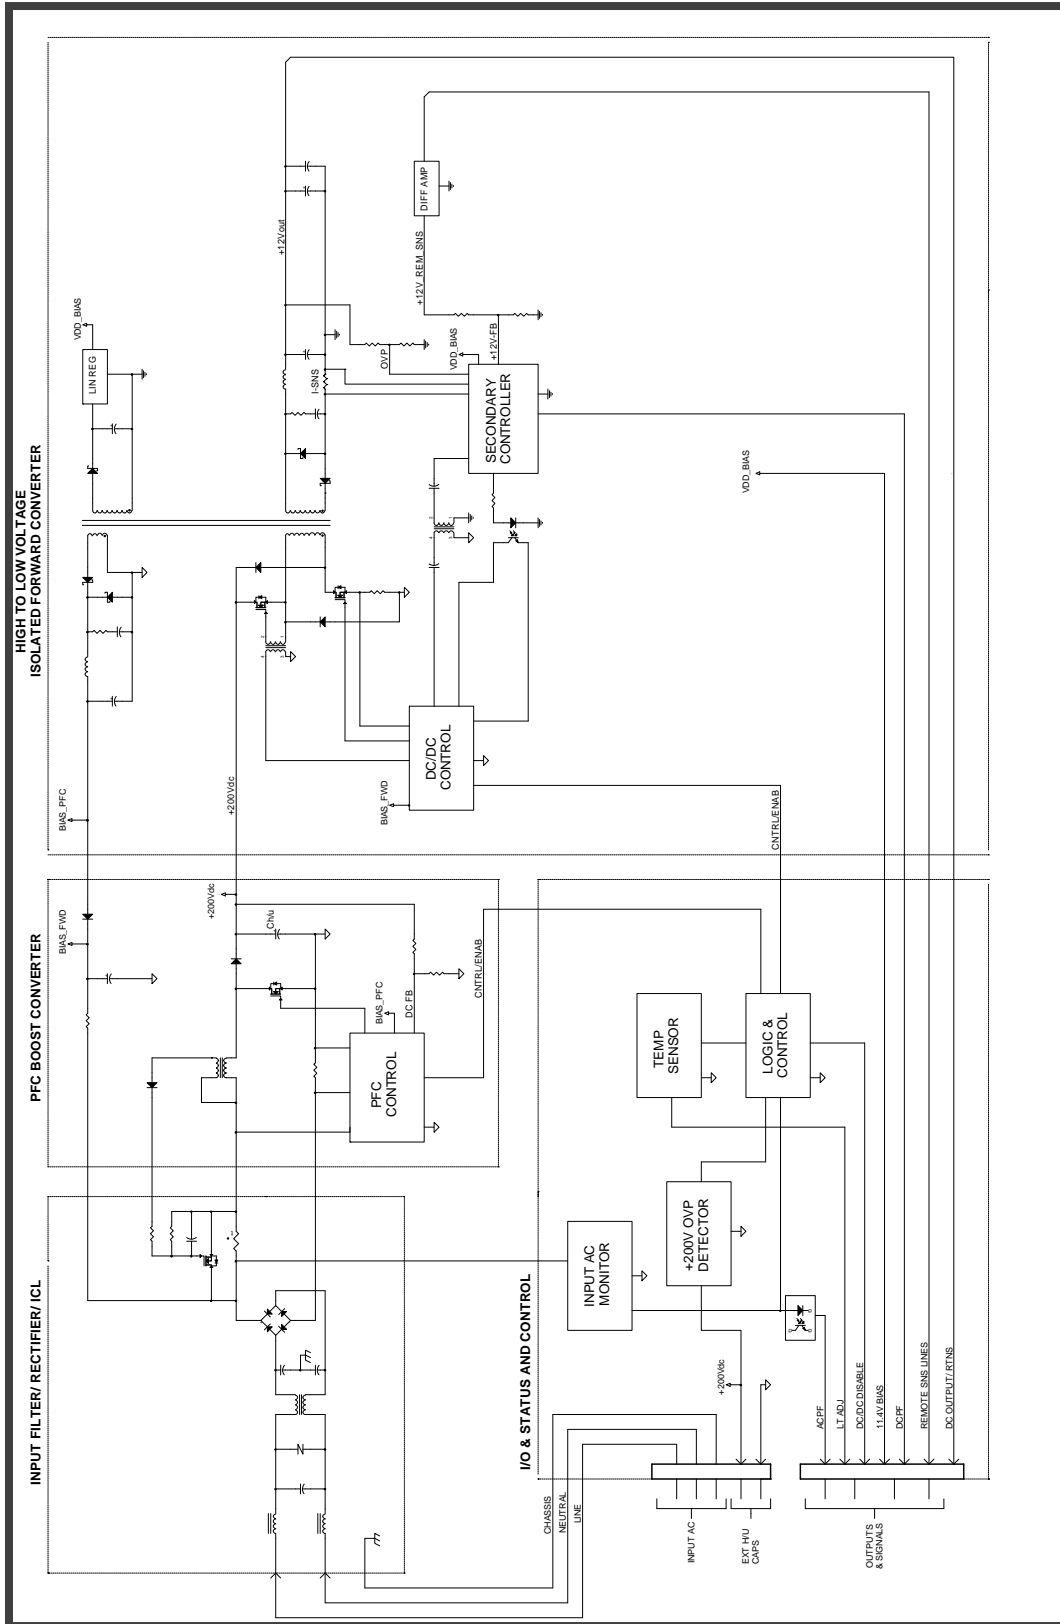 INPUT FILTER/ RECTIFIER/ ICL
PFC BOOST CONVERTER
HIGH TO LOW VOLTAGE
ISOLATED FORWARD CONVERTER
BIAS_FWD
BIAS_PFC
LIN REG
VDD_BIAS
+200Vdc
+200Vdc
Ch/u
PFC
CONTROL
BIAS_PFC
DC FB
CNTRL/ENAB
BIAS_FWD
DC/DC
CONTROL
CNTRL/ENAB
I-SNS
+12Vout
OVP
SECONDARY
CONTROLLER
VDD_BIAS
+12V-FB
+12V_REM_SNS
DIFF AMP
VDD_BIAS
I/O & STATUS AND CONTROL
INPUT AC
MONITOR
+200V OVP
DETECTOR
TEMP
SENSOR
LOGIC &
CONTROL
CHASSIS
NEUTRAL
LINE
INPUT AC
EXT H/U
CAPS
+200Vdc
OUTPUTS
& SIGNALS
ACPF
LT ADJ
DC/DC DISABLE
11.4V BIAS
DCPF
REMOTE SNS LINES
DC OUTPUT/ RTNS